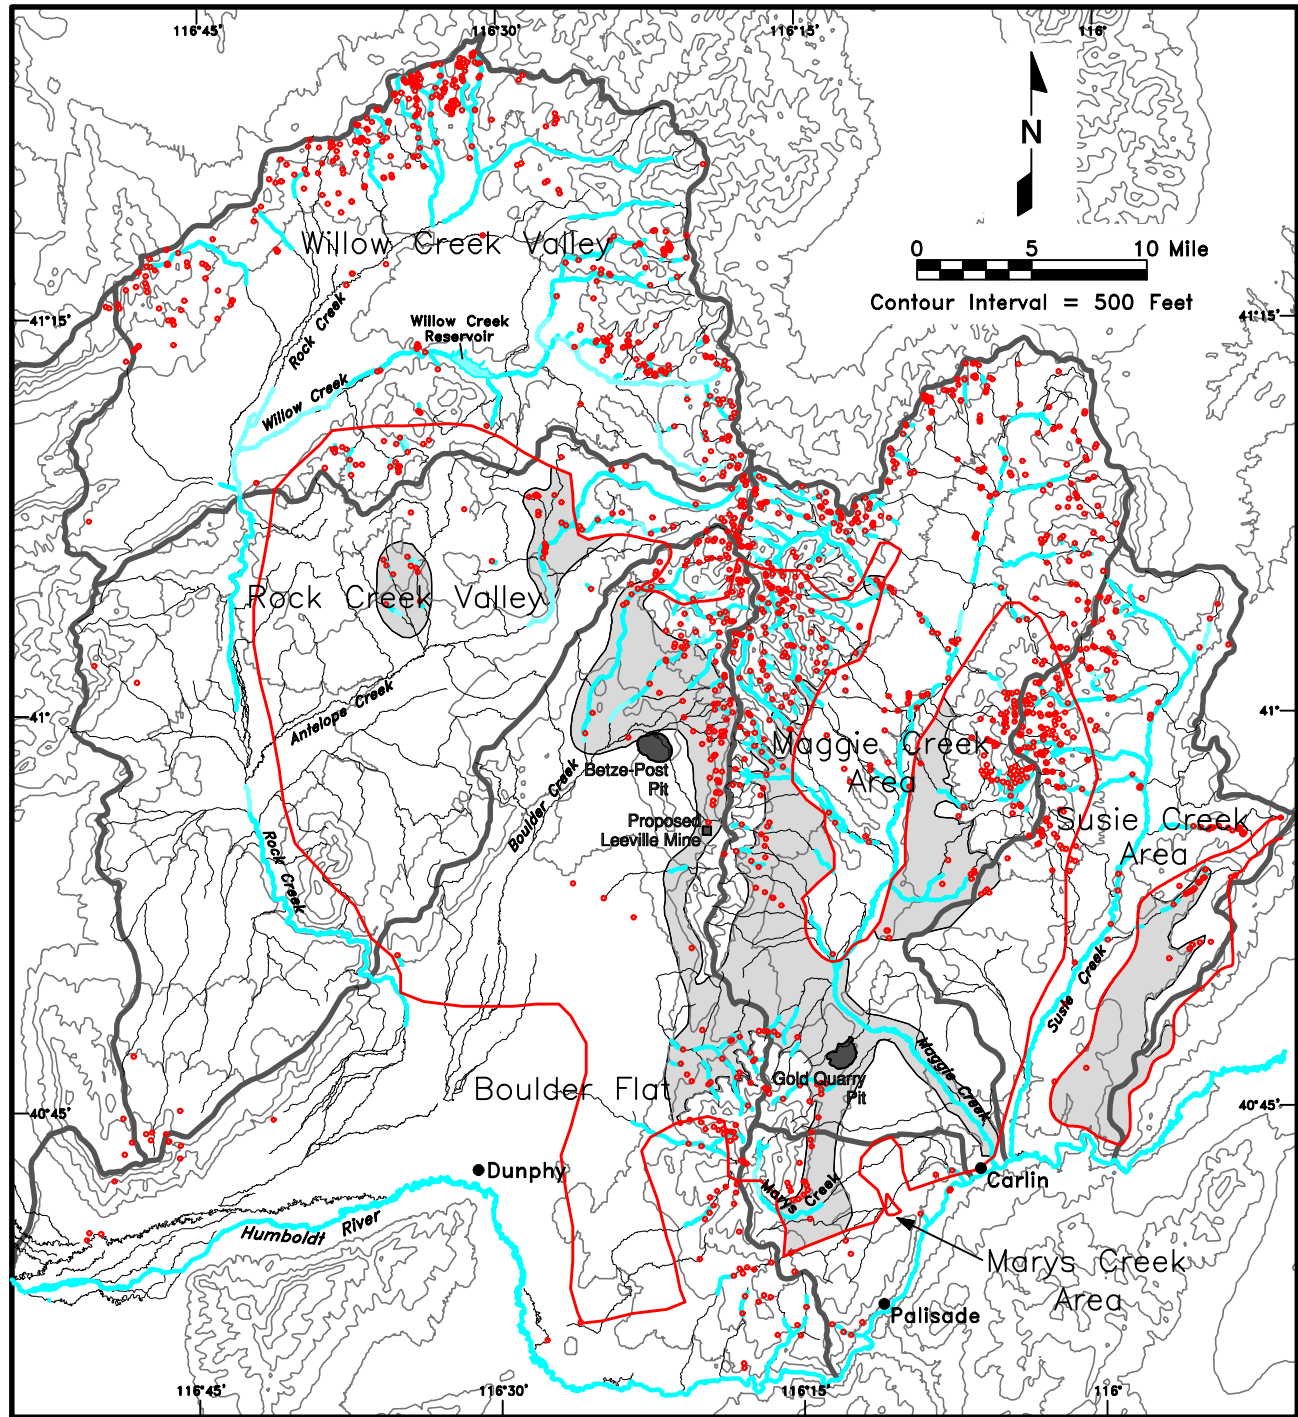 116°45'
116°30'
116°15'
116°
N
0 5 10 Mile
Contour Interval = 500 Feet
Willow Creek Valley
41°15'
41°15'
Rock Creek
Willow Creek
Reservoir
Willow Creek
Rock Creek Valley
Antelope Creek
41°
41°
Maggie Creek
Area
Betze-Post
Pit
Boulder Creek
Proposed
Leeville Mine
Susie Creek
Area
Rock Creek
Susie Creek
Maggie Creek
Gold Quarry
Pit
Boulder Flat
40°45'
40°45'
Dunphy
Carlin
Marys Creek
Humboldt River
Marys Creek
Area
Palisade
116°45'
116°30'
116°15'
116°